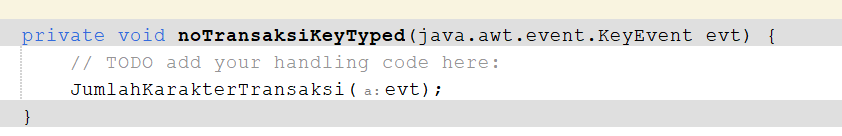 private void noTransaksiKeyTyped(java.awt.event.KeyEvent evt) {
// TODO add your handling code here:
JumlahKarakterTransaksi( a: evt);
}